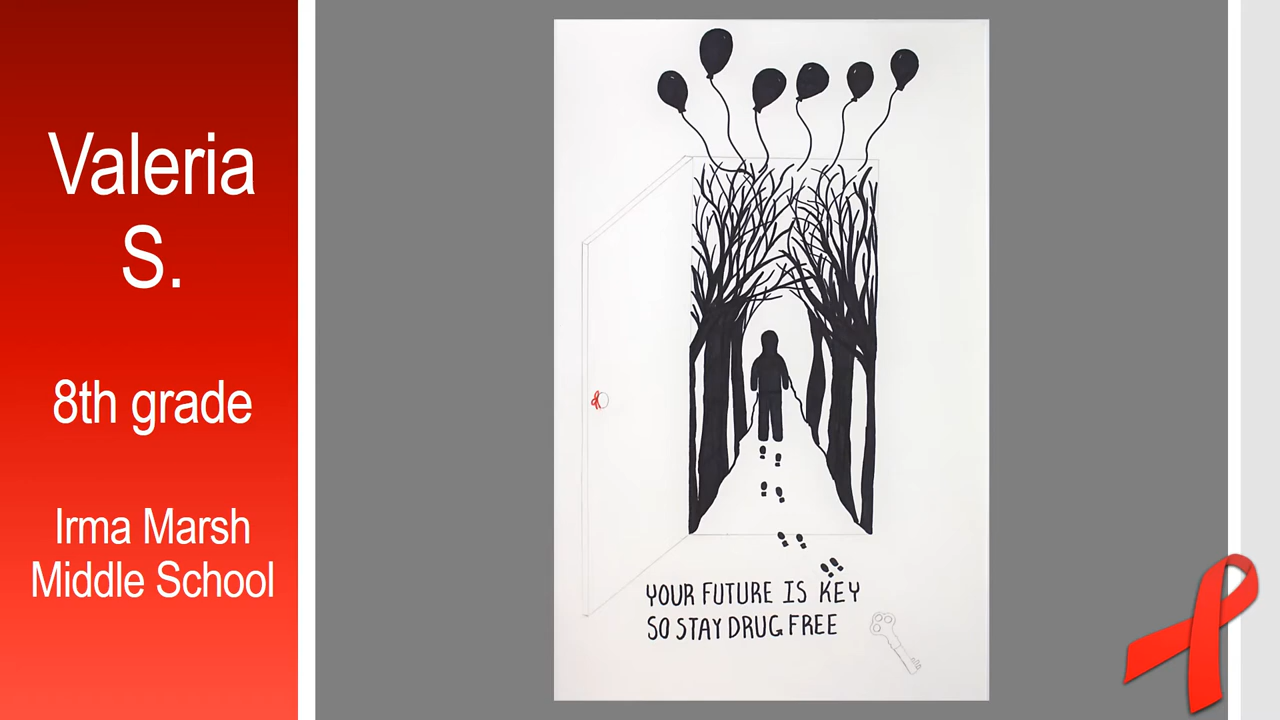 Valeria
S.
8th grade
Irma Marsh
Middle School
YOUR FUTURE IS KEY
SO STAY DRUG FREE